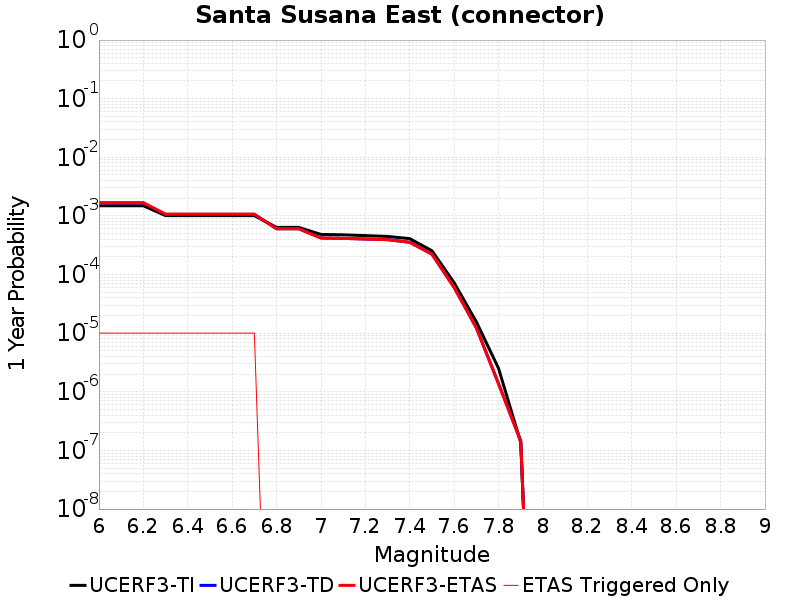 Santa Susana East (connector)
10^0
10^-1
10^-2
10^-3
10^-4
10^-5
10^-6
10^-7
10^-8
1 Year Probability
6 6.2 6.4 6.6 6.8 7 7.2 7.4 7.6 7.8 8 8.2 8.4 8.6 8.8 9
Magnitude
UCERF3-TI UCERF3-TD UCERF3-ETAS ETAS Triggered Only